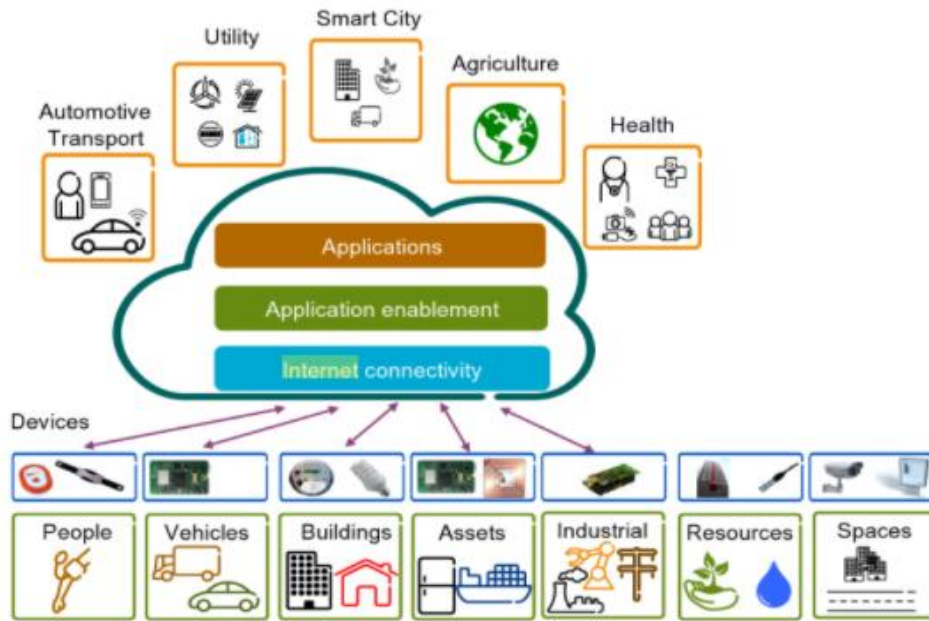 Smart City
Utility
Agriculture
Automotive
Transport
Health
Applications
Application enablement
Internet connectivity
Devices
People
Vehicles
Buildings
Assets
Industrial
Resources
Spaces